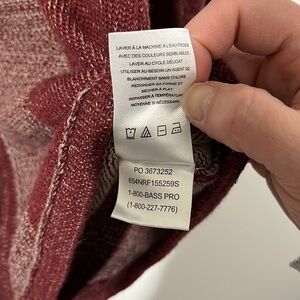 LAVER À LA MACHINE À L'EAU FROIDE
AVEC DES COULEURS SEMBLABLES
LAVER AU CYCLE DÉLICAT
UTILISER AU BESOIN UN AGENT DE
BLANCHIMENT SANS CHLORE
REDONNER SA FORME ET
SÉCHER À PLAT
REPASSER À TEMPÉRATURE
MOYENNE SI NÉCESSAIRE
PO 3673252
654NRF155259S
1-800-BASS PRO
(1-800-227-7776)